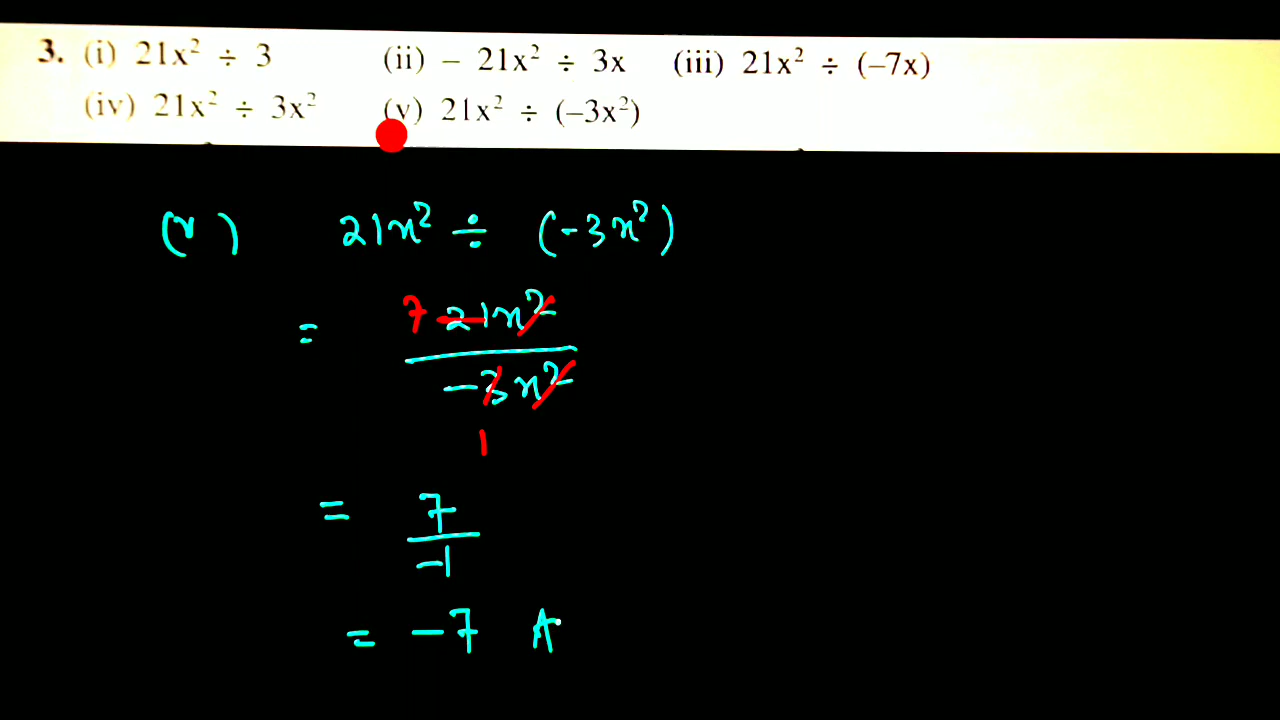 3. (i) 21x² ÷ 3 (ii) – 21x² ÷ 3x (iii) 21x² ÷ (–7x)
(iv) 21x² ÷ 3x² (v) 21x² ÷ (–3x²)
(v) 21x² ÷ (-3x²)
= 7 21x²
-3x²
1
= 7
-1
= -7 A